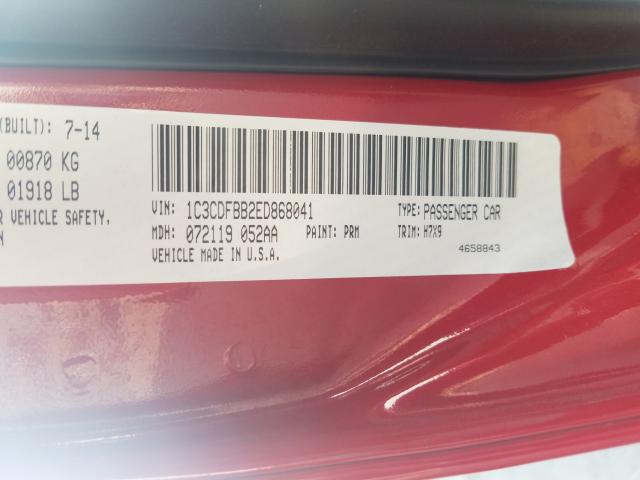 (BUILT): 7-14
00870 KG
01918 LB
VEHICLE SAFETY,
VIN: 1C3CDFBB2ED868041 TYPE: PASSENGER CAR
MDH: 072119 052AA PAINT: PRM TRIM: H7X9
VEHICLE MADE IN U.S.A. 4658843